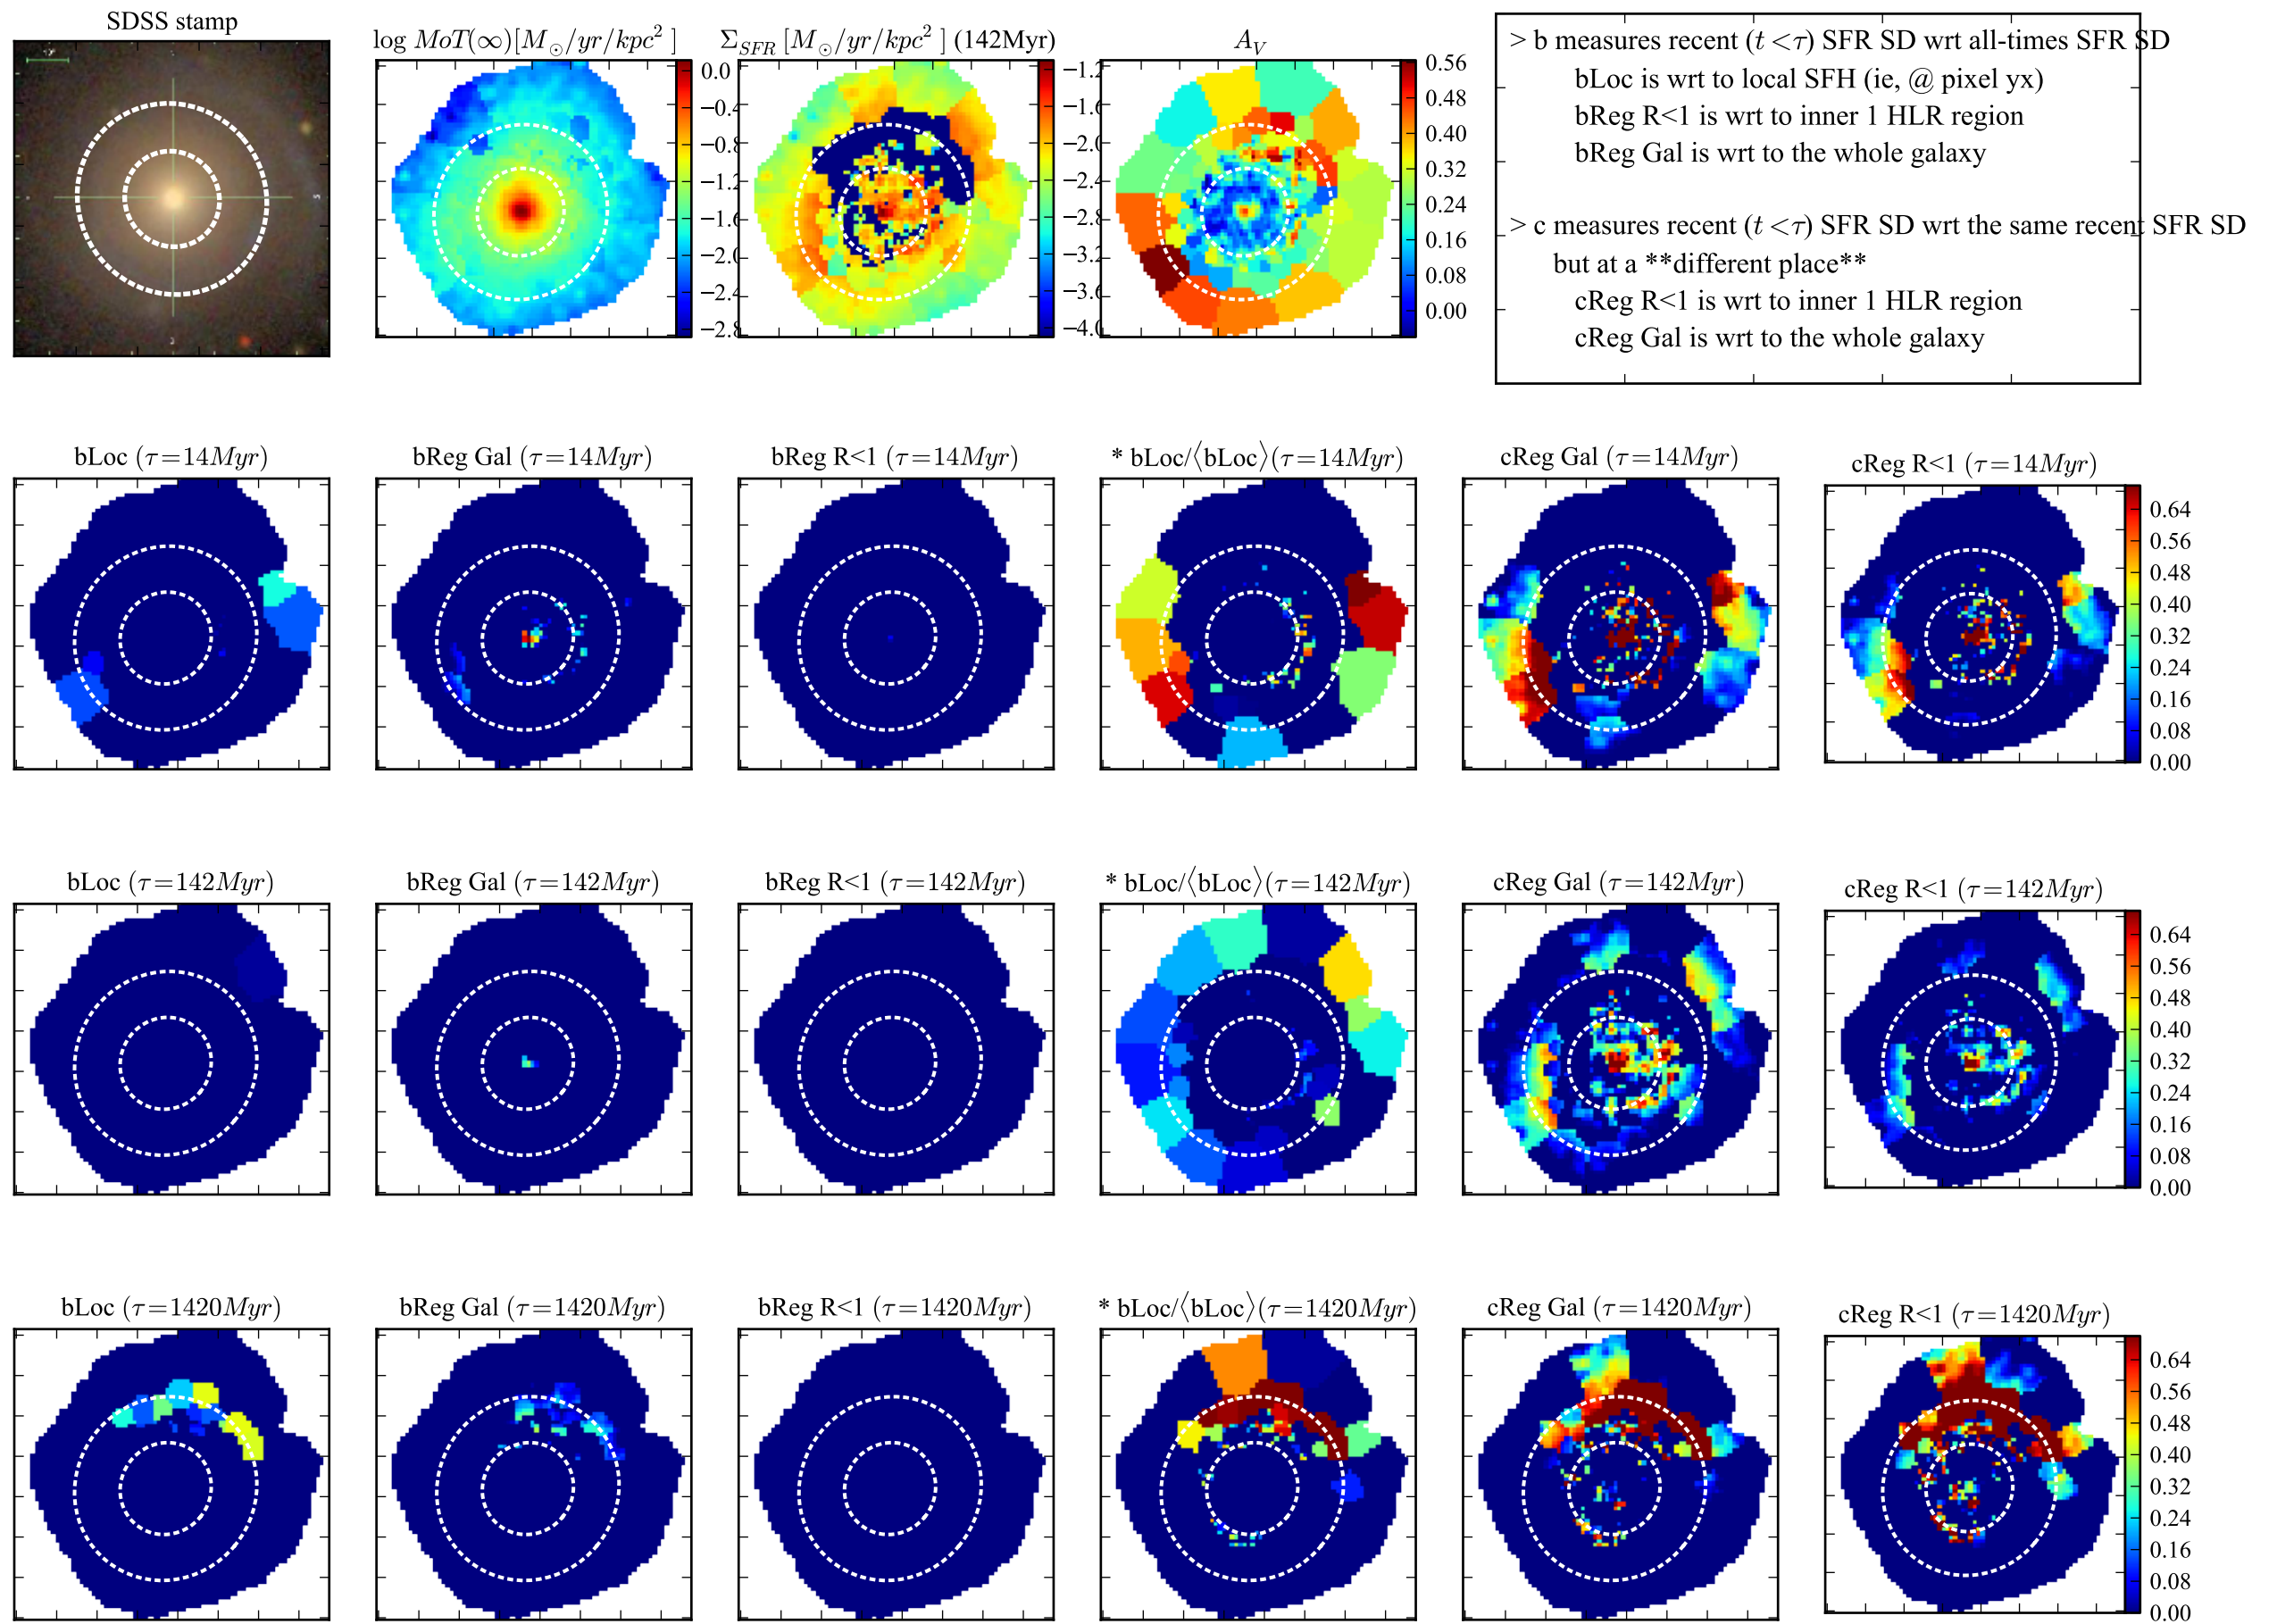 SDSS stamp
log MoT(∞)[M⊙/yr/kpc²]
Σ_SFR [M⊙/yr/kpc²] (142Myr)
A_V
0.0
−0.4
−0.8
−1.2
−1.6
−2.0
−2.4
−2.8
−1.2
−1.6
−2.0
−2.4
−2.8
−3.2
−3.6
−4.0
0.56
0.48
0.40
0.32
0.24
0.16
0.08
0.00
> b measures recent (t <τ) SFR SD wrt all-times SFR SD
bLoc is wrt to local SFH (ie, @ pixel yx)
bReg R<1 is wrt to inner 1 HLR region
bReg Gal is wrt to the whole galaxy
> c measures recent (t <τ) SFR SD wrt the same recent SFR SD
but at a **different place**
cReg R<1 is wrt to inner 1 HLR region
cReg Gal is wrt to the whole galaxy
bLoc (τ=14Myr)
bReg Gal (τ=14Myr)
bReg R<1 (τ=14Myr)
* bLoc/⟨bLoc⟩(τ=14Myr)
cReg Gal (τ=14Myr)
cReg R<1 (τ=14Myr)
0.64
0.56
0.48
0.40
0.32
0.24
0.16
0.08
0.00
bLoc (τ=142Myr)
bReg Gal (τ=142Myr)
bReg R<1 (τ=142Myr)
* bLoc/⟨bLoc⟩(τ=142Myr)
cReg Gal (τ=142Myr)
cReg R<1 (τ=142Myr)
0.64
0.56
0.48
0.40
0.32
0.24
0.16
0.08
0.00
bLoc (τ=1420Myr)
bReg Gal (τ=1420Myr)
bReg R<1 (τ=1420Myr)
* bLoc/⟨bLoc⟩(τ=1420Myr)
cReg Gal (τ=1420Myr)
cReg R<1 (τ=1420Myr)
0.64
0.56
0.48
0.40
0.32
0.24
0.16
0.08
0.00